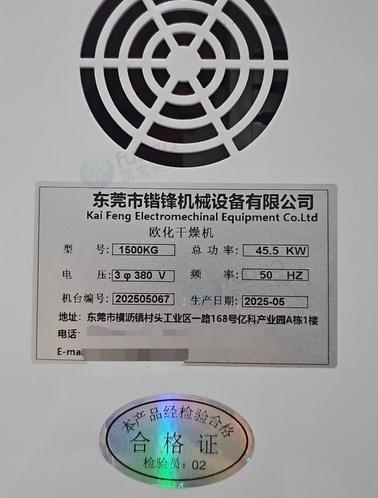 东莞市锴锋机械设备有限公司
Kai Feng Electromechinal Equipment Co.Ltd
欧化干燥机
型 号: 1500KG 总 功 率: 45.5 KW
电 压: 3 φ 380 V 频 率: 50 HZ
机台编号: 202505067 生产日期: 2025-05
地址: 东莞市横沥镇村头工业区一路168号亿科产业园A栋1楼
电话:
E-mai
本产品经检验合格
合格证
检验员: 02